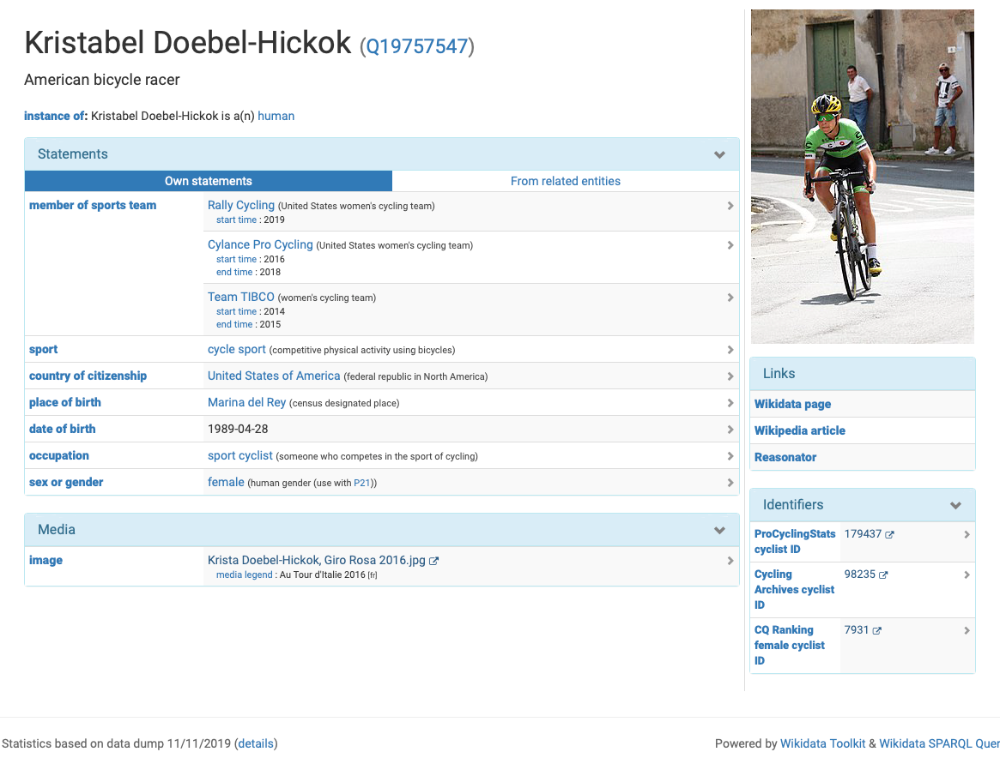 Kristabel Doebel-Hickok (Q19757547)
American bicycle racer
instance of: Kristabel Doebel-Hickok is a(n) human
Statements
Own statements
From related entities
member of sports team
Rally Cycling (United States women's cycling team)
start time : 2019
Cylance Pro Cycling (United States women's cycling team)
start time : 2016
end time : 2018
Team TIBCO (women's cycling team)
start time : 2014
end time : 2015
sport
cycle sport (competitive physical activity using bicycles)
country of citizenship
United States of America (federal republic in North America)
place of birth
Marina del Rey (census designated place)
date of birth
1989-04-28
occupation
sport cyclist (someone who competes in the sport of cycling)
sex or gender
female (human gender (use with P21))
Media
image
Krista Doebel-Hickok, Giro Rosa 2016.jpg
media legend : Au Tour d'Italie 2016 [fr]
Links
Wikidata page
Wikipedia article
Reasonator
Identifiers
ProCyclingStats
cyclist ID
179437
Cycling
Archives cyclist
ID
98235
CQ Ranking
female cyclist
ID
7931
Statistics based on data dump 11/11/2019 (details)
Powered by Wikidata Toolkit & Wikidata SPARQL Quer